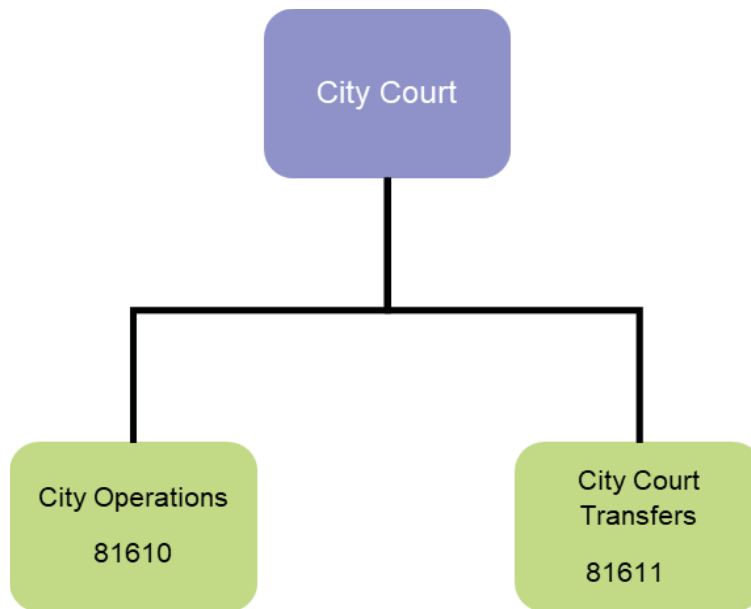 City Court
City Operations
81610
City Court
Transfers
81611